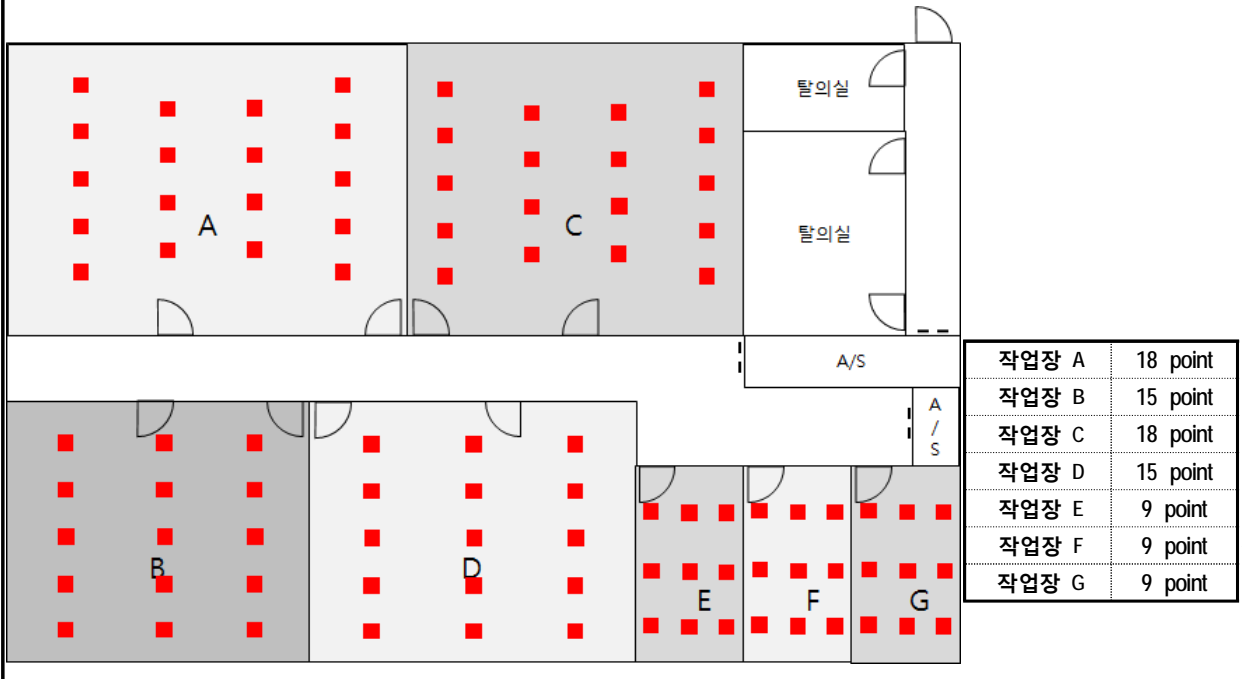 탈의실
A
C
탈의실
A/S
A
/
S
B
D
E
F
G
작업장 A 18 point
작업장 B 15 point
작업장 C 18 point
작업장 D 15 point
작업장 E 9 point
작업장 F 9 point
작업장 G 9 point